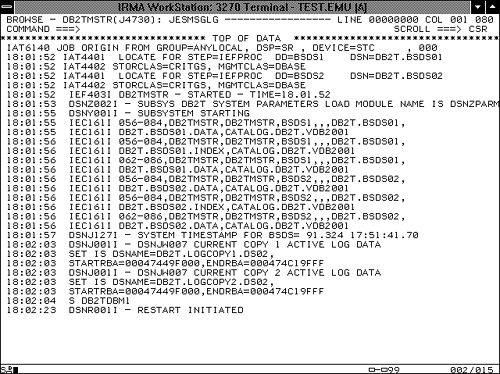 IRMA WorkStation: 3270 Terminal - TEST.EMU [A]
BROWSE - DB2TMSTR(J4730): JESMSGLG ----------------- LINE 00000000 COL 001 080
COMMAND ===> SCROLL ===> CSR
******************************** TOP OF DATA **********************************
IAT6140 JOB ORIGIN FROM GROUP=ANYLOCAL, DSP=SR , DEVICE=STC , 000
18:01:52 IAT4401 LOCATE FOR STEP=IEFPROC DD=BSDS1 DSN=DB2T.BSDS01
18:01:52 IAT4402 STORCLAS=CRITGS, MGMTCLAS=DBASE
18:01:52 IAT4401 LOCATE FOR STEP=IEFPROC DD=BSDS2 DSN=DB2T.BSDS02
18:01:52 IAT4402 STORCLAS=CRITGS, MGMTCLAS=DBASE
18:01:52 IEF403I DB2TMSTR - STARTED - TIME=18.01.52
18:01:53 DSNZ002I - SUBSYS DB2T SYSTEM PARAMETERS LOAD MODULE NAME IS DSNZPARM
18:01:55 DSNY001I - SUBSYSTEM STARTING
18:01:55 IEC161I 056-084,DB2TMSTR,DB2TMSTR,BSDS1,,,DB2T.BSDS01,
18:01:55 IEC161I DB2T.BSDS01.DATA,CATALOG.DB2T.VDB2001
18:01:56 IEC161I 056-084,DB2TMSTR,DB2TMSTR,BSDS1,,,DB2T.BSDS01,
18:01:56 IEC161I DB2T.BSDS01.INDEX,CATALOG.DB2T.VDB2001
18:01:56 IEC161I 062-086,DB2TMSTR,DB2TMSTR,BSDS1,,,DB2T.BSDS01,
18:01:56 IEC161I DB2T.BSDS01.DATA,CATALOG.DB2T.VDB2001
18:01:56 IEC161I 056-084,DB2TMSTR,DB2TMSTR,BSDS2,,,DB2T.BSDS02,
18:01:56 IEC161I DB2T.BSDS02.DATA,CATALOG.DB2T.VDB2001
18:01:56 IEC161I 056-084,DB2TMSTR,DB2TMSTR,BSDS2,,,DB2T.BSDS02,
18:01:56 IEC161I DB2T.BSDS02.INDEX,CATALOG.DB2T.VDB2001
18:01:56 IEC161I 062-086,DB2TMSTR,DB2TMSTR,BSDS2,,,DB2T.BSDS02,
18:01:56 IEC161I DB2T.BSDS02.DATA,CATALOG.DB2T.VDB2001
18:01:57 DSNJ127I - SYSTEM TIMESTAMP FOR BSDS= 91.324 17:51:41.70
18:02:03 DSNJ001I - DSNJW007 CURRENT COPY 1 ACTIVE LOG DATA
18:02:03 SET IS DSNAME=DB2T.LOGCOPY1.DS02,
18:02:03 STARTRBA=00047449F000,ENDRBA=000474C19FFF
18:02:03 DSNJ001I - DSNJW007 CURRENT COPY 2 ACTIVE LOG DATA
18:02:03 SET IS DSNAME=DB2T.LOGCOPY2.DS02,
18:02:03 STARTRBA=00047449F000,ENDRBA=000474C19FFF
18:02:04 S DB2TDBM1
18:02:23 DSNR001I - RESTART INITIATED
99 002/015